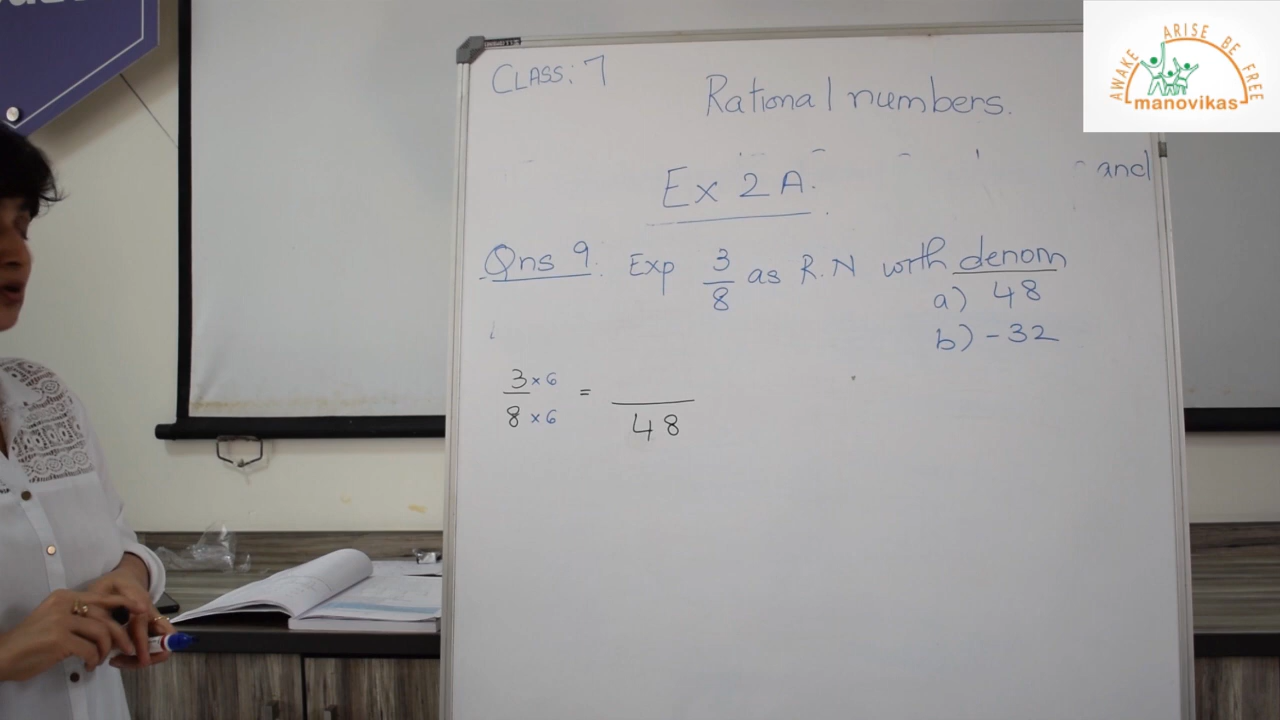 CLASS: 7
Rational numbers.
and
Ex 2A.
Qns 9. Exp 3/8 as R.N with denom
a) 48
b) -32
3 × 6 / 8 × 6 = / 48
AWAKE ARISE BE FREE
manovikas